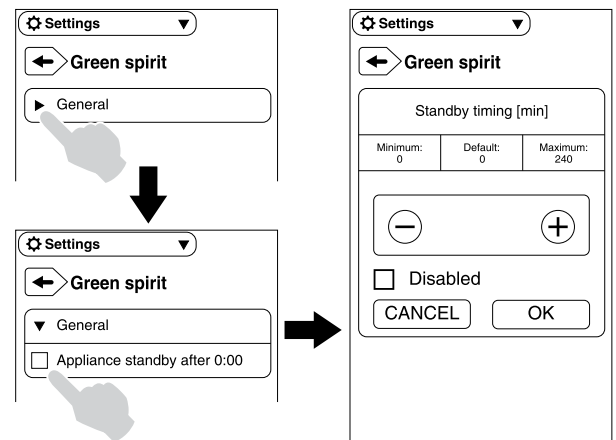 Settings
Green spirit
General
Settings
Green spirit
General
Appliance standby after 0:00
Settings
Green spirit
Standby timing [min]
Minimum:
0
Default:
0
Maximum:
240
Disabled
CANCEL
OK